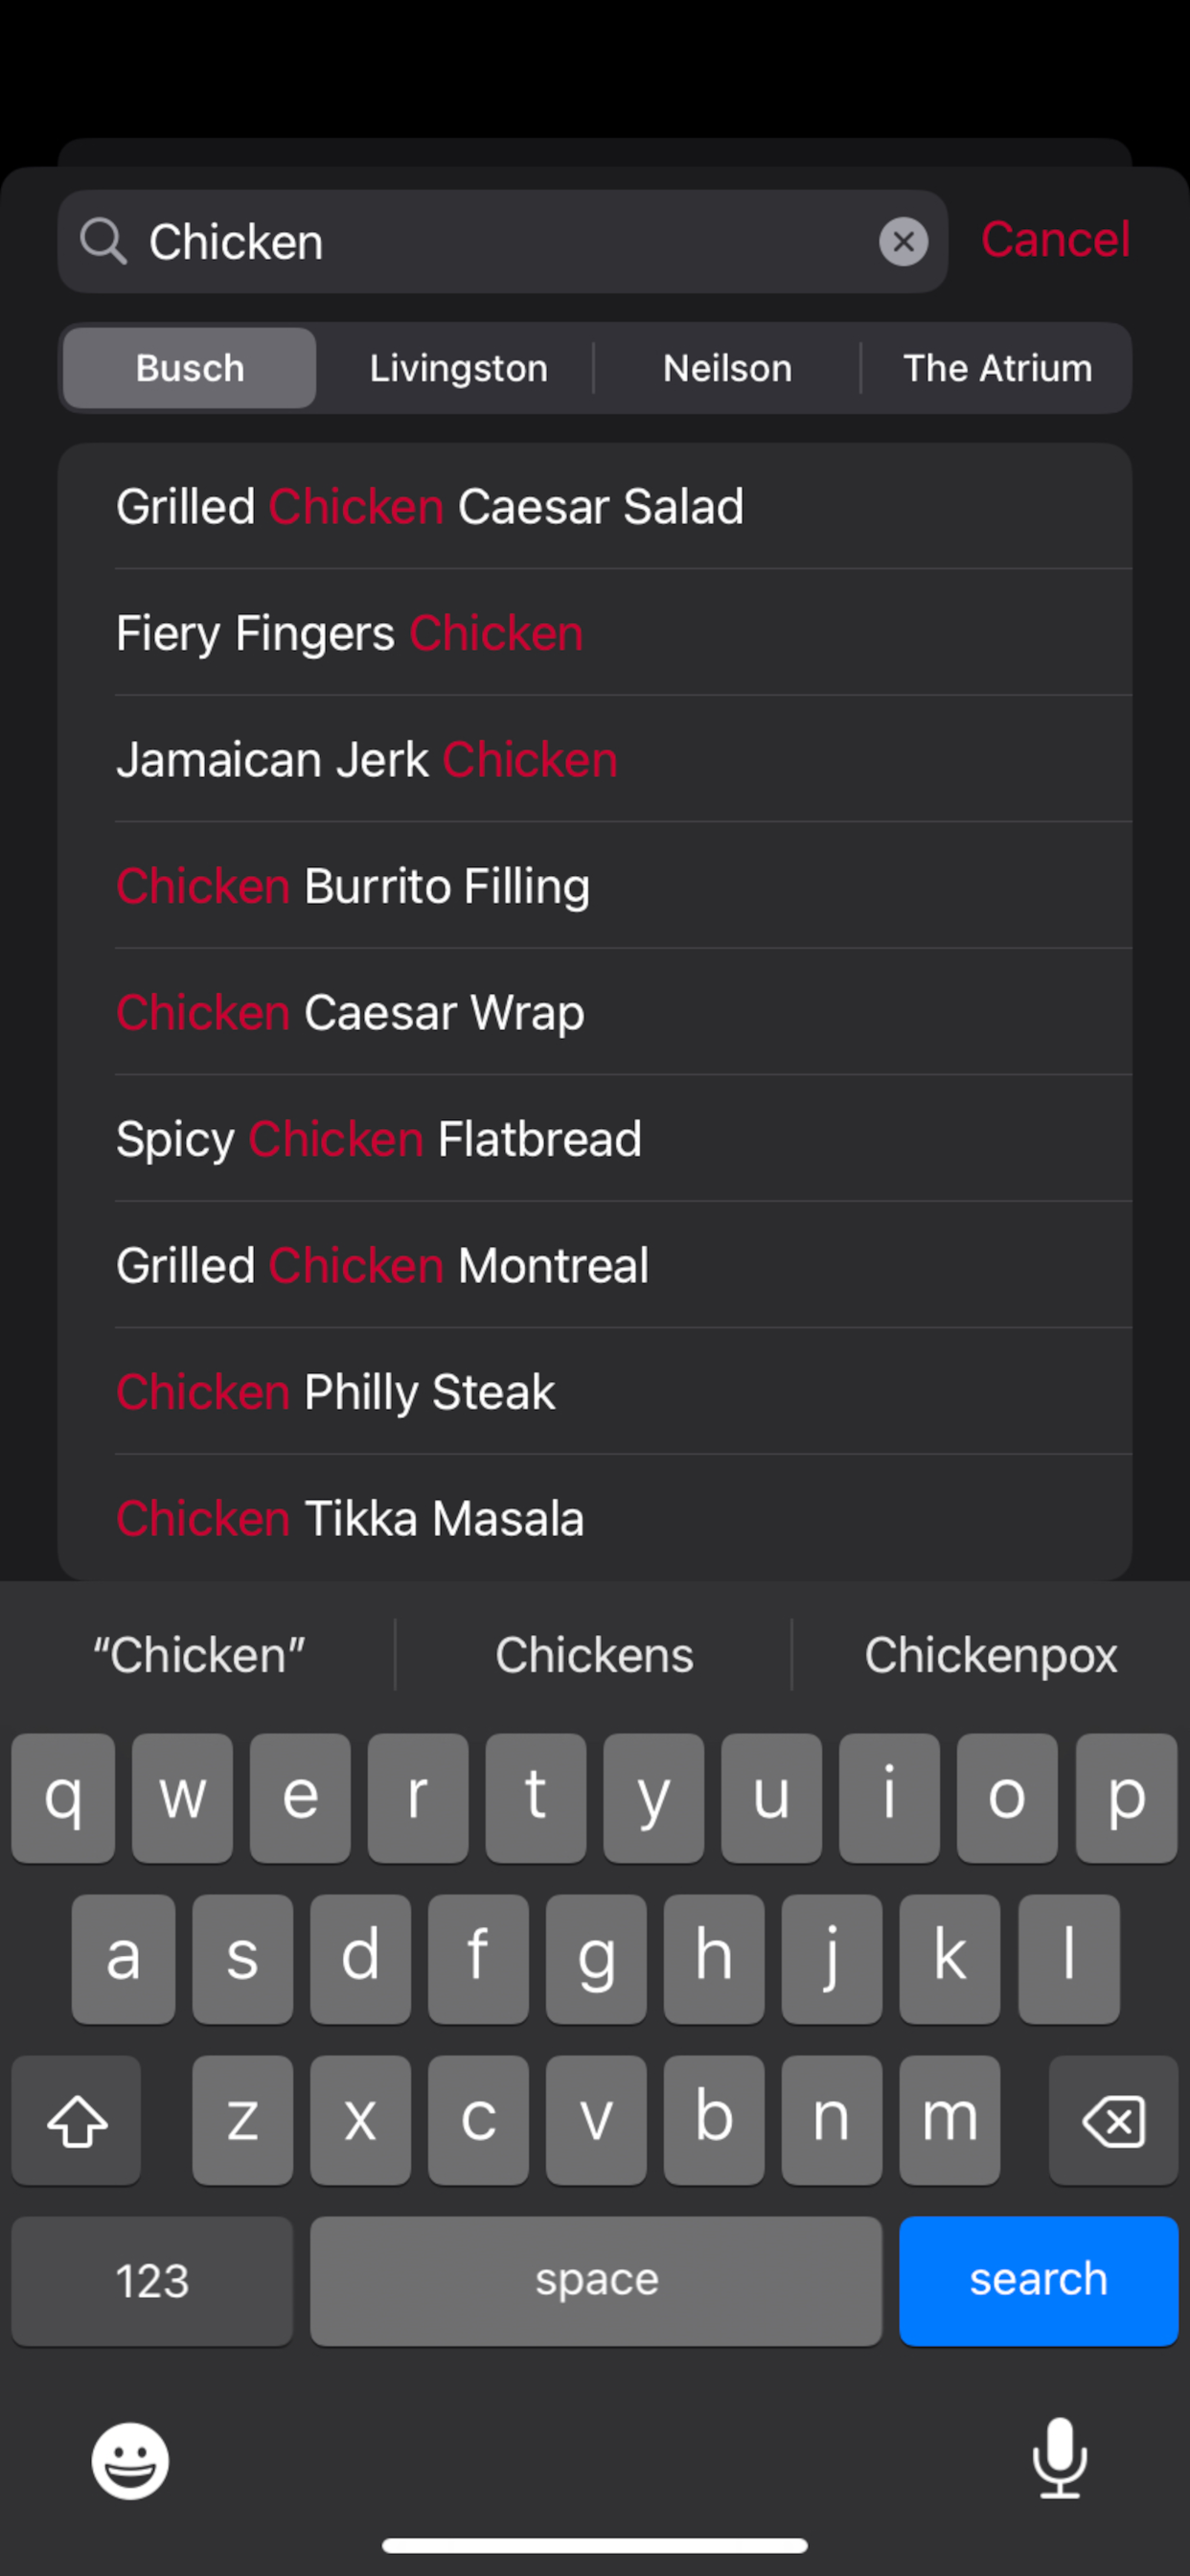 Chicken Cancel
Busch Livingston Neilson The Atrium
Grilled Chicken Caesar Salad
Fiery Fingers Chicken
Jamaican Jerk Chicken
Chicken Burrito Filling
Chicken Caesar Wrap
Spicy Chicken Flatbread
Grilled Chicken Montreal
Chicken Philly Steak
Chicken Tikka Masala
“Chicken” Chickens Chickenpox
q w e r t y u i o p
a s d f g h j k l
z x c v b n m
123 space search